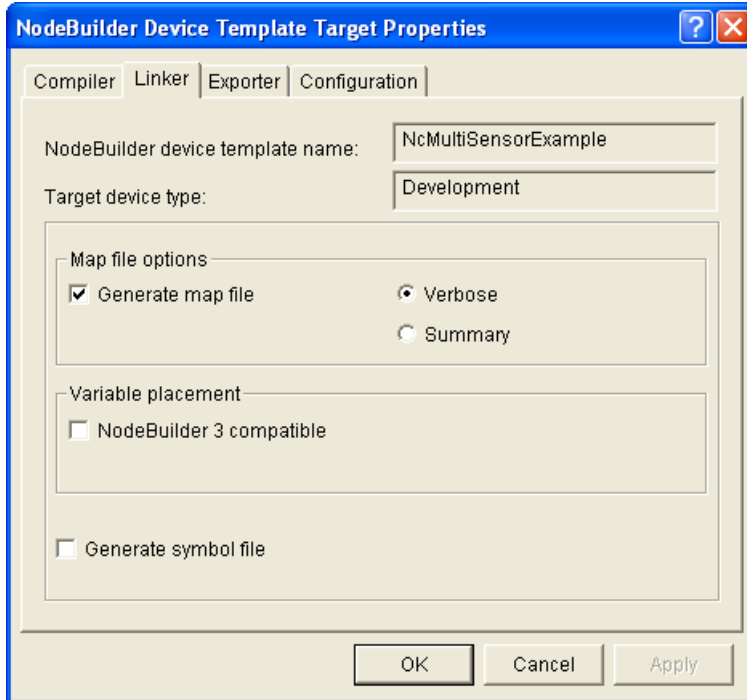 NodeBuilder Device Template Target Properties
Compiler Linker Exporter Configuration
NodeBuilder device template name: NcMultiSensorExample
Target device type: Development
Map file options
Generate map file Verbose
Summary
Variable placement
NodeBuilder 3 compatible
Generate symbol file
OK Cancel Apply